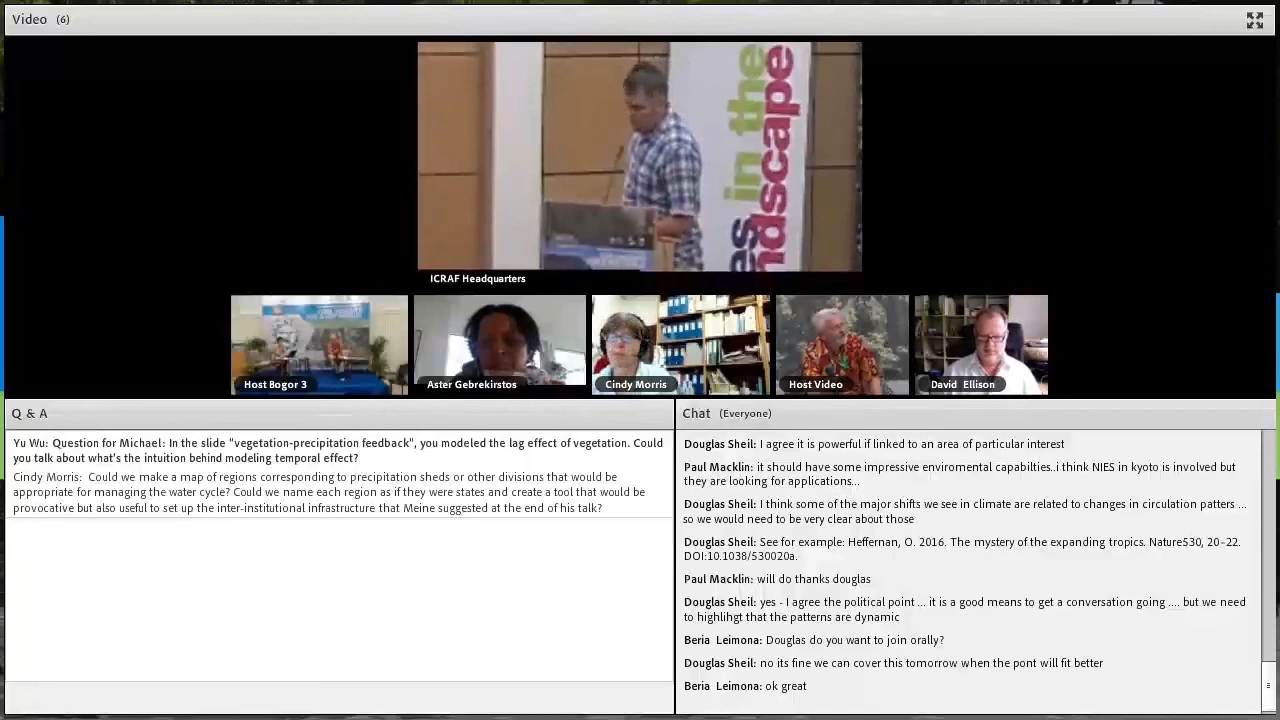 Video (6)
in the
es
ndscape
ICRAF Headquarters
Host Bogor 3
Aster Gebrekirstos
Cindy Morris
Host Video
David Ellison
Q & A
Yu Wu: Question for Michael: In the slide "vegetation-precipitation feedback", you modeled the lag effect of vegetation. Could
you talk about what's the intuition behind modeling temporal effect?
Cindy Morris: Could we make a map of regions corresponding to precipitation sheds or other divisions that would be
appropriate for managing the water cycle? Could we name each region as if they were states and create a tool that would be
provocative but also useful to set up the inter-institutional infrastructure that Meine suggested at the end of his talk?
Chat (Everyone)
Douglas Sheil: I agree it is powerful if linked to an area of particular interest
Paul Macklin: it should have some impressive enviromental capabilties..i think NIES in kyoto is involved but
they are looking for applications...
Douglas Sheil: I think some of the major shifts we see in climate are related to changes in circulation patters ...
so we would need to be very clear about those
Douglas Sheil: See for example: Heffernan, O. 2016. The mystery of the expanding tropics. Nature530, 20-22.
DOI:10.1038/530020a.
Paul Macklin: will do thanks douglas
Douglas Sheil: yes - I agree the political point ... it is a good means to get a conversation going .... but we need
to highlihgt that the patterns are dynamic
Beria Leimona: Douglas do you want to join orally?
Douglas Sheil: no its fine we can cover this tomorrow when the pont will fit better
Beria Leimona: ok great